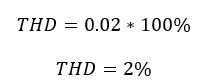 THD = 0.02 * 100%
THD = 2%